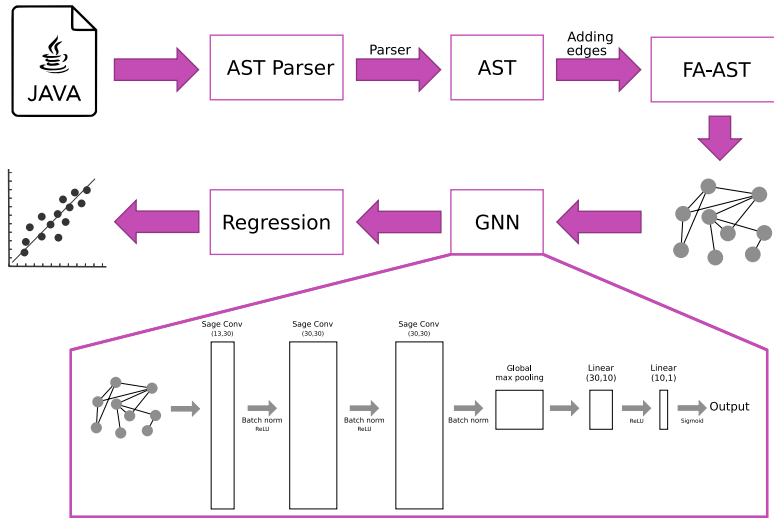 JAVA
AST Parser
Parser
AST
Adding
edges
FA-AST
Regression
GNN
Sage Conv
(13,30)
Sage Conv
(30,30)
Sage Conv
(30,30)
Global
max pooling
Linear
(30,10)
Linear
(10,1)
Batch norm
ReLU
Batch norm
ReLU
Batch norm
ReLU
Sigmoid
Output